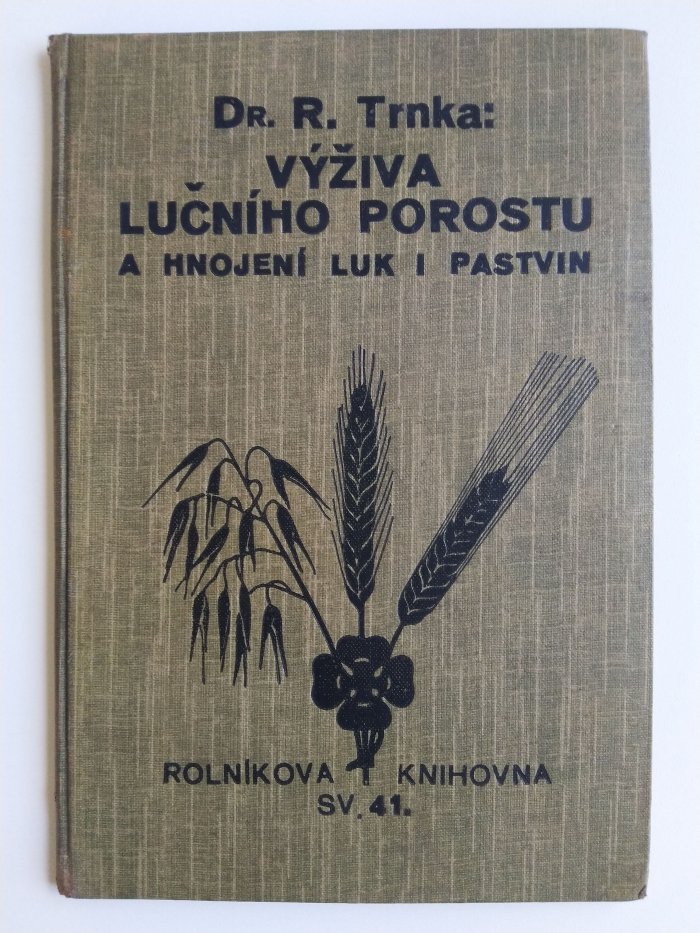 Dr. R. Trnka:
VÝŽIVA
LUČNÍHO POROSTU
A HNOJENÍ LUK I PASTVIN
ROLNÍKOVA KNIHOVNA
SV. 41.